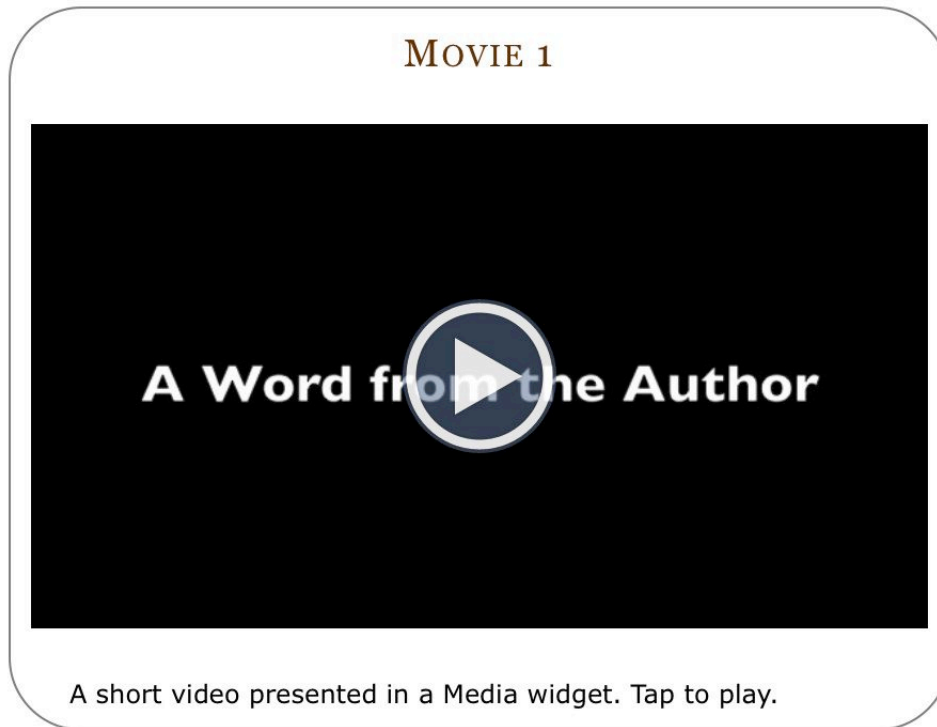 Movie 1
A Word from the Author
A short video presented in a Media widget. Tap to play.